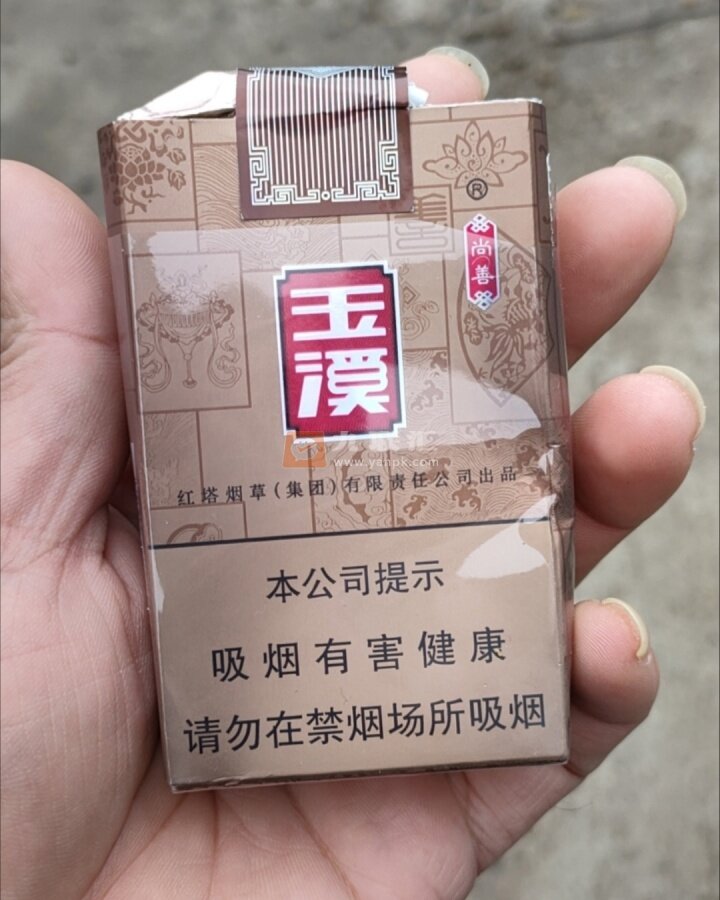 ®
尚善
玉溪
www.yanpk.com
红塔烟草(集团)有限责任公司出品
本公司提示
吸烟有害健康
请勿在禁烟场所吸烟